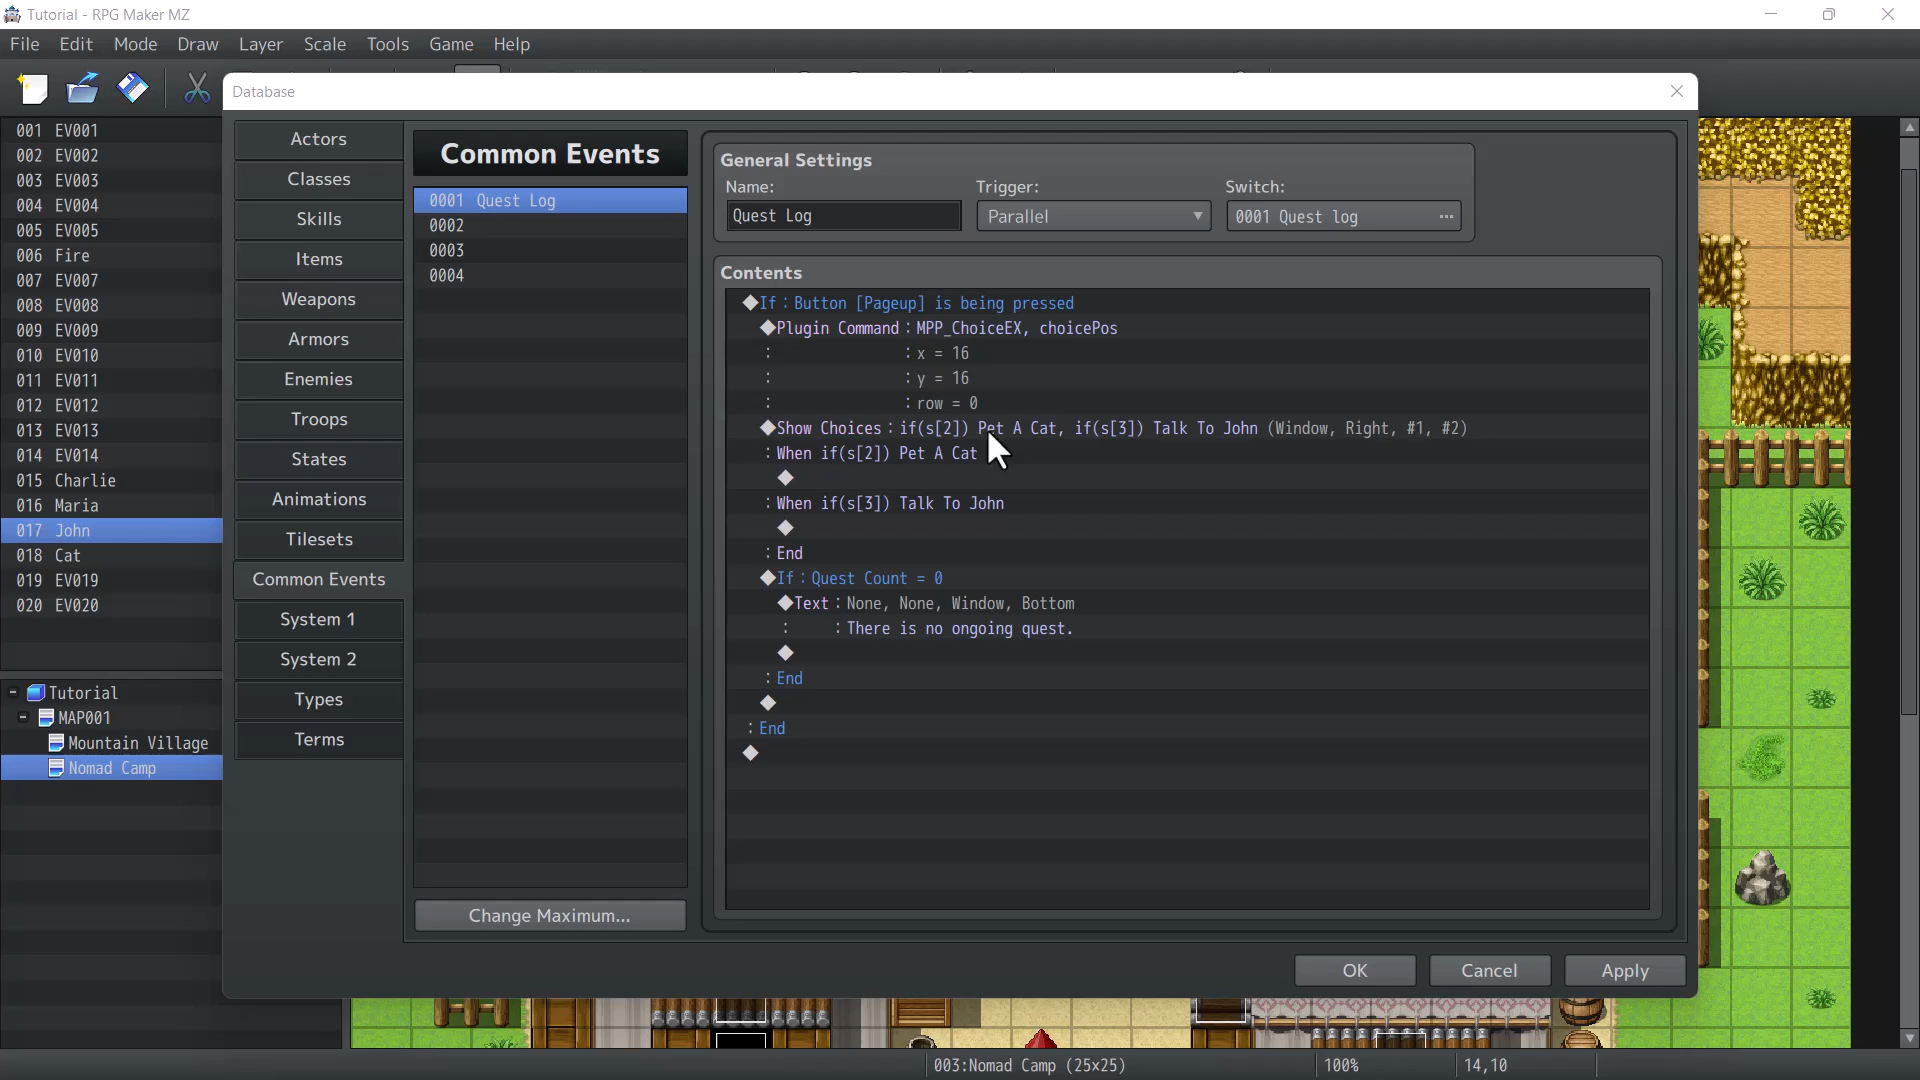 Tutorial - RPG Maker MZ
File Edit Mode Draw Layer Scale Tools Game Help
Database
001 EV001
002 EV002
003 EV003
004 EV004
005 EV005
006 Fire
007 EV007
008 EV008
009 EV009
010 EV010
011 EV011
012 EV012
013 EV013
014 EV014
015 Charlie
016 Maria
017 John
018 Cat
019 EV019
020 EV020
Tutorial
MAP001
Mountain Village
Nomad Camp
Actors
Classes
Skills
Items
Weapons
Armors
Enemies
Troops
States
Animations
Tilesets
Common Events
System 1
System 2
Types
Terms
Common Events
0001 Quest Log
0002
0003
0004
Change Maximum...
General Settings
Name: Trigger: Switch:
Quest Log Parallel 0001 Quest log ...
Contents
◆If : Button [Pageup] is being pressed
◆Plugin Command : MPP_ChoiceEX, choicePos
: : x = 16
: : y = 16
: : row = 0
◆Show Choices : if(s[2]) Pet A Cat, if(s[3]) Talk To John (Window, Right, #1, #2)
: When if(s[2]) Pet A Cat
◆
: When if(s[3]) Talk To John
◆
: End
◆If : Quest Count = 0
◆Text : None, None, Window, Bottom
: : There is no ongoing quest.
◆
: End
◆
: End
◆
OK Cancel Apply
003:Nomad Camp (25x25) 100% 14,10